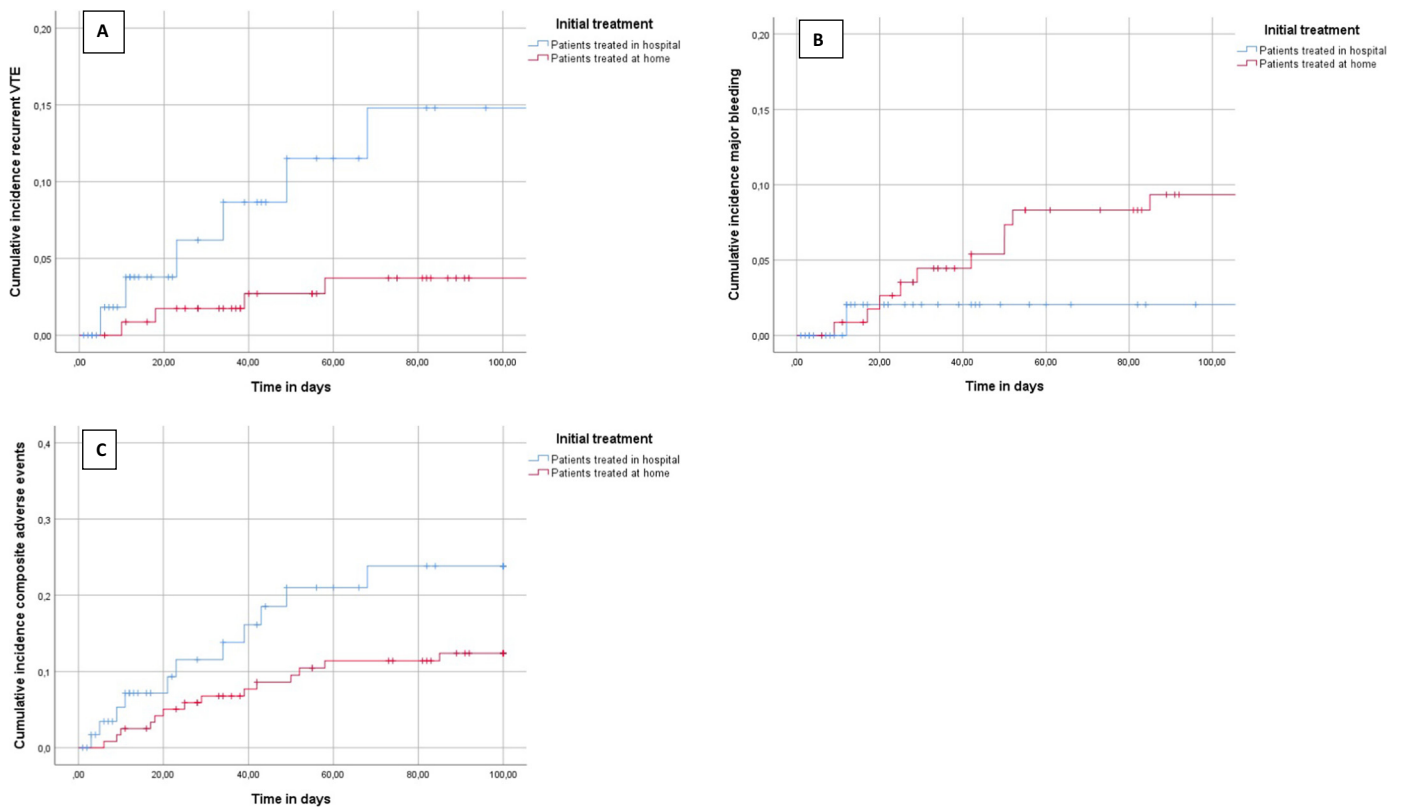 A
Initial treatment
Patients treated in hospital
Patients treated at home
Cumulative incidence recurrent VTE
0,20
0,15
0,10
0,05
0,00
,00 20,00 40,00 60,00 80,00 100,00
Time in days
B
Initial treatment
Patients treated in hospital
Patients treated at home
Cumulative incidence major bleeding
0,20
0,15
0,10
0,05
0,00
,00 20,00 40,00 60,00 80,00 100,00
Time in days
C
Initial treatment
Patients treated in hospital
Patients treated at home
Cumulative incidence composite adverse events
0,4
0,3
0,2
0,1
0,0
,00 20,00 40,00 60,00 80,00 100,00
Time in days